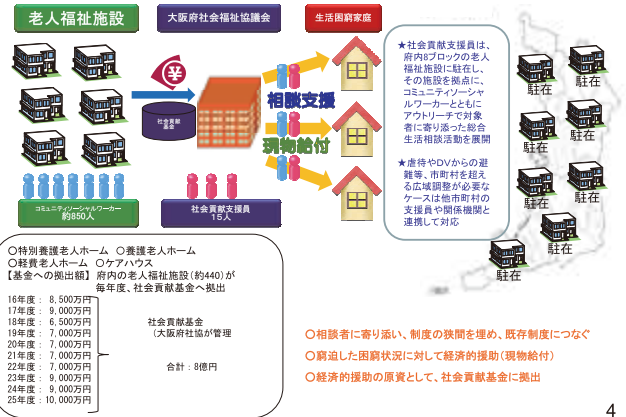 老人福祉施設
大阪府社会福祉協議会
生活困窮家庭
¥
社会貢献
基金
相談支援
現物給付
★社会貢献支援員は、
府内8ブロックの老人
福祉施設に駐在し、
その施設を拠点に、
コミュニティソーシャ
ルワーカーとともに
アウトリーチで対象
者に寄り添った総合
生活相談活動を展開
★虐待やDVからの避
難等、市町村を超え
る広域調整が必要な
ケースは他市町村の
支援員や関係機関と
連携して対応
駐在
駐在
駐在
駐在
駐在
駐在
駐在
駐在
コミュニティソーシャルワーカー
約850人
社会貢献支援員
15人
○特別養護老人ホーム ○養護老人ホーム
○軽費老人ホーム ○ケアハウス
【基金への拠出額】 府内の老人福祉施設(約440)が
毎年度、社会貢献基金へ拠出
16年度: 8,500万円
17年度: 9,000万円
18年度: 6,500万円
19年度: 7,000万円
20年度: 7,000万円
21年度: 7,000万円
22年度: 7,000万円
23年度: 9,000万円
24年度: 9,000万円
25年度:10,000万円
社会貢献基金
(大阪府社協が管理
合計:8億円
○相談者に寄り添い、制度の狭間を埋め、既存制度につなぐ
○窮迫した困窮状況に対して経済的援助(現物給付)
○経済的援助の原資として、社会貢献基金に拠出
4